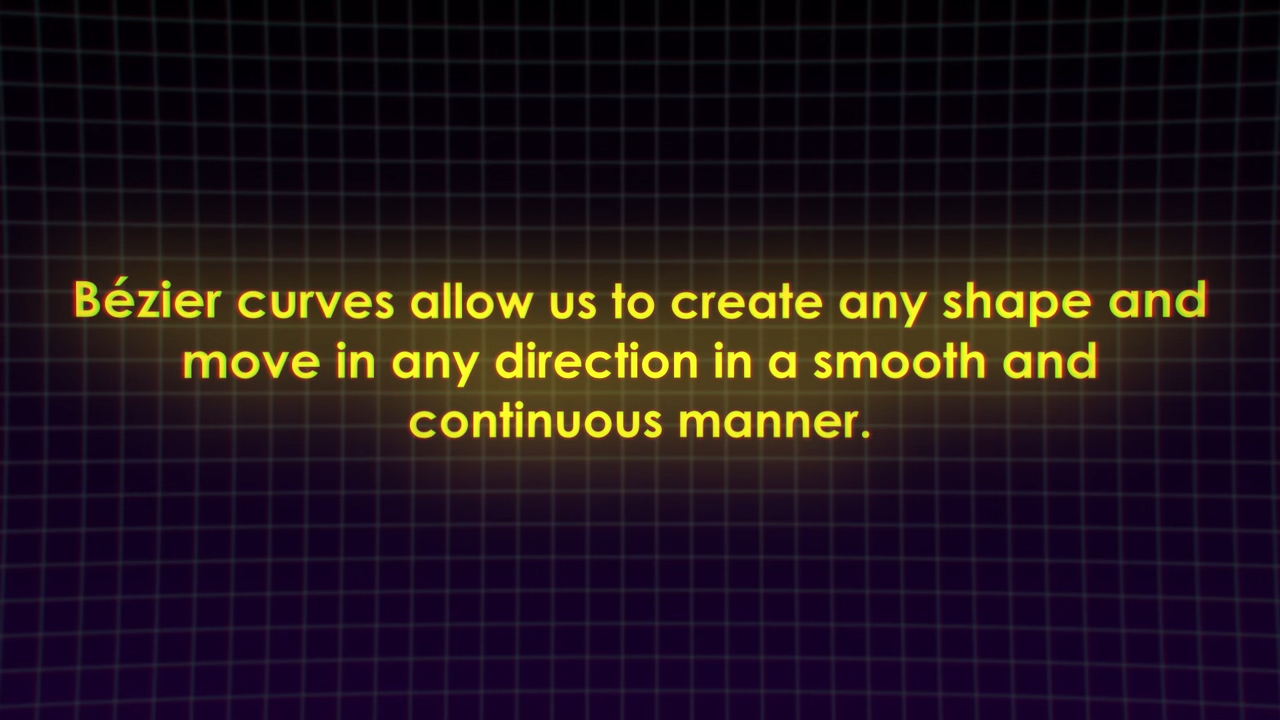 Bézier curves allow us to create any shape and
move in any direction in a smooth and
continuous manner.